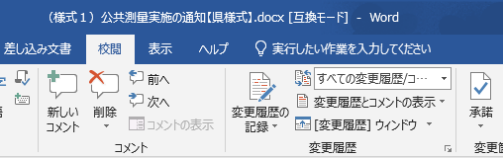 (様式１）公共測量実施の通知【県様式】.docx [互換モード] - Word
差し込み文書 校閲 表示 ヘルプ 実行したい作業を入力してください
新しい
コメント
削除
前へ
次へ
コメントの表示
コメント
変更履歴の
記録
すべての変更履歴/コ…
変更履歴とコメントの表示
[変更履歴] ウィンドウ
変更履歴
承諾
変更